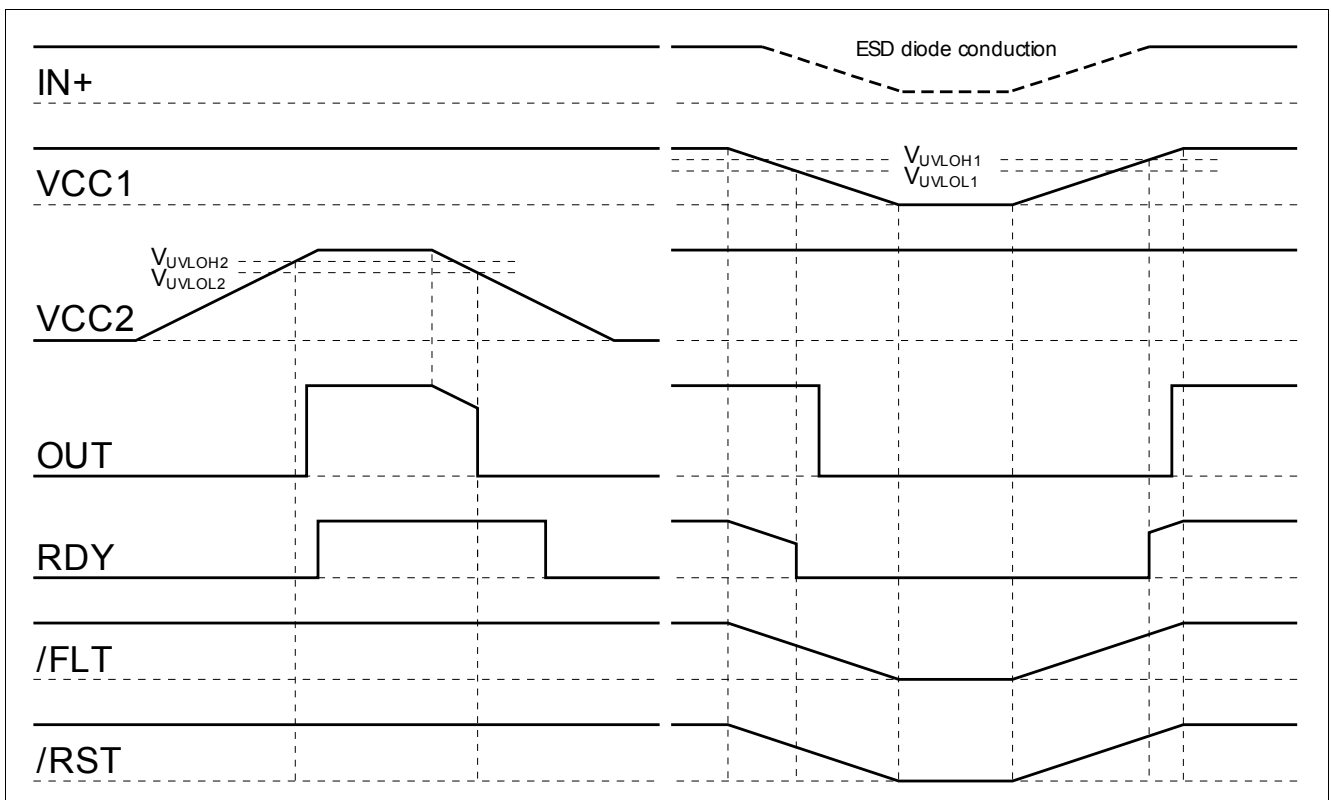 ESD diode conduction
IN+
VUVLOH1
VUVLOL1
VCC1
VUVLOH2
VUVLOL2
VCC2
OUT
RDY
/FLT
/RST